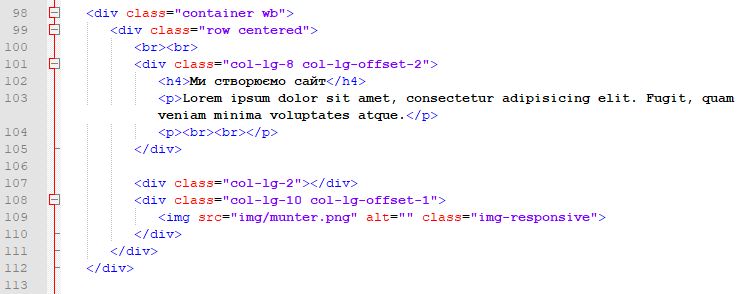 98 <div class="container wb">
99 <div class="row centered">
100 <br><br>
101 <div class="col-lg-8 col-lg-offset-2">
102 <h4>Ми створюємо сайт</h4>
103 <p>Lorem ipsum dolor sit amet, consectetur adipisicing elit. Fugit, quam
veniam minima voluptates atque.</p>
104 <p><br><br></p>
105 </div>
106
107 <div class="col-lg-2"></div>
108 <div class="col-lg-10 col-lg-offset-1">
109 <img src="img/munter.png" alt="" class="img-responsive">
110 </div>
111 </div>
112 </div>
113